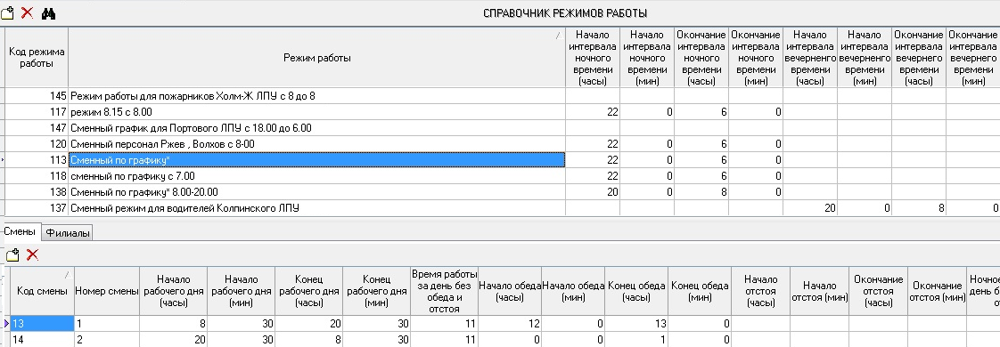 СПРАВОЧНИК РЕЖИМОВ РАБОТЫ
Код режима работы	Режим работы	Начало интервала ночного времени (часы)	Начало интервала ночного времени (мин)	Окончание интервала ночного времени (часы)	Окончание интервала ночного времени (мин)	Начало интервала вечернего времени (часы)	Начало интервала вечернего времени (мин)	Окончание интервала вечернего времени (часы)	Окончание интервала вечернего времени (мин)
145 Режим работы для пожарников Холм-Ж ЛПУ с 8 до 8
117 режим 8.15 с 8.00 22 0 6 0
147 Сменный график для Портового ЛПУ с 18.00 до 6.00
120 Сменный персонал Ржев , Волхов с 8-00 22 0 6 0
113 Сменный по графику* 22 0 6 0
118 сменный по графику с 7.00 22 0 6 0
138 Сменный по графику* 8.00-20.00 20 0 8 0
137 Сменный режим для водителей Колпинского ЛПУ 20 0 8 0
Смены Филиалы
Код смены	Номер смены	Начало рабочего дня (часы)	Начало рабочего дня (мин)	Конец рабочего дня (часы)	Конец рабочего дня (мин)	Время работы за день без обеда и отстоя	Начало обеда (часы)	Начало обеда (мин)	Конец обеда (часы)	Конец обеда (мин)	Начало отстоя (часы)	Начало отстоя (мин)	Окончание отстоя (часы)	Окончание отстоя (мин)	Ночное день б от
13 1 8 30 20 30 11 12 0 13 0
14 2 20 30 8 30 11 0 0 1 0